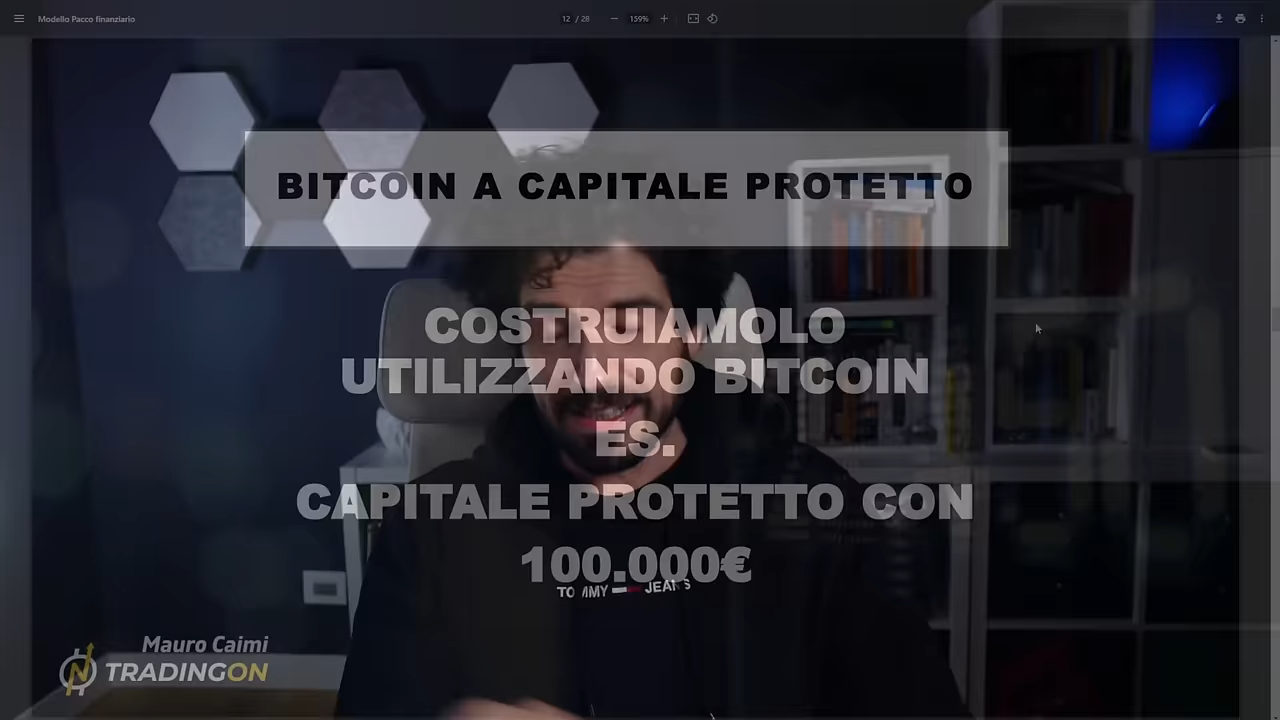 Modello Pacco finanziario
12 / 28
159%
BITCOIN A CAPITALE PROTETTO
COSTRUIAMOLO
UTILIZZANDO BITCOIN
ES.
CAPITALE PROTETTO CON
100.000€
TOMMY JEANS
Mauro Caimi
TRADINGON